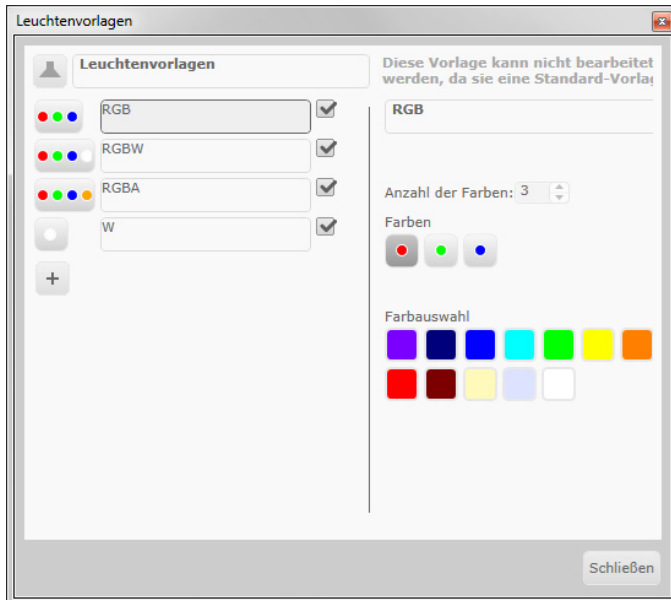 Leuchtenvorlagen
Leuchtenvorlagen
Diese Vorlage kann nicht bearbeitet
werden, da sie eine Standard-Vorlag
RGB
RGBW
RGBA
W
+
RGB
Anzahl der Farben: 3
Farben
Farbauswahl
Schließen